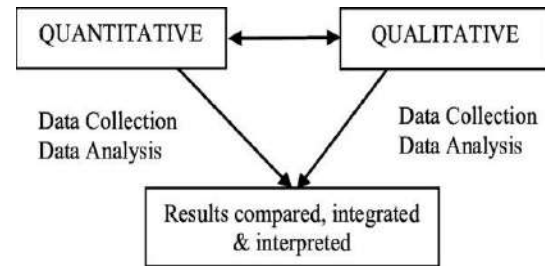 QUANTITATIVE
QUALITATIVE
Data Collection
Data Analysis
Data Collection
Data Analysis
Results compared, integrated
& interpreted